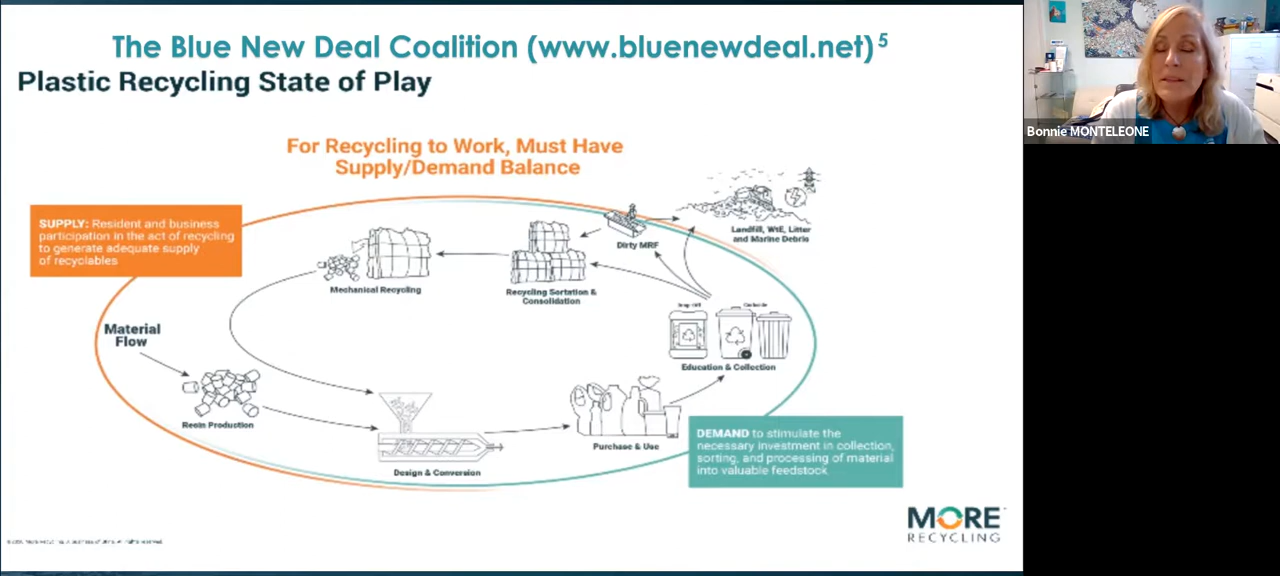 The Blue New Deal Coalition (www.bluenewdeal.net) 5
Plastic Recycling State of Play
Bonnie MONTELEONE
For Recycling to Work, Must Have
Supply/Demand Balance
SUPPLY: Resident and business
participation in the act of recycling
to generate adequate supply
of recyclables
Landfill, WtE, Litter
and Marine Debris
Dirty MRF
Mechanical Recycling
Recycling Sortation &
Consolidation
Drop-Off
Curbside
Material
Flow
Education & Collection
Resin Production
Purchase & Use
Design & Conversion
DEMAND to stimulate the
necessary investment in collection,
sorting, and processing of material
into valuable feedstock
MORE
RECYCLING